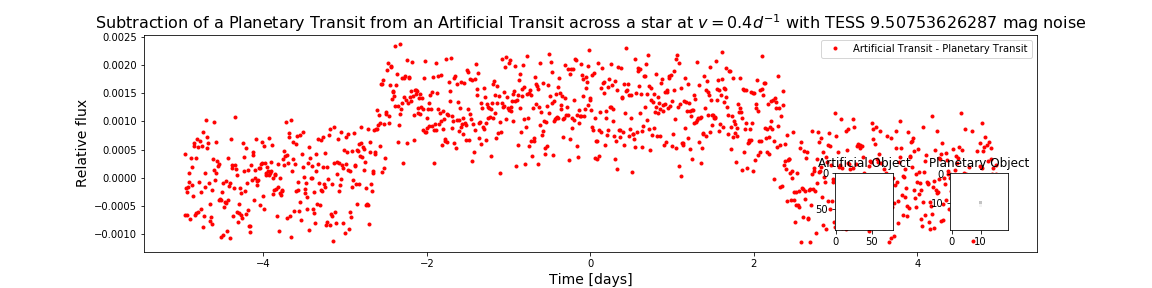 Subtraction of a Planetary Transit from an Artificial Transit across a star at v = 0.4d⁻¹ with TESS 9.50753626287 mag noise
Artificial Transit - Planetary Transit
Relative flux
0.0025
0.0020
0.0015
0.0010
0.0005
0.0000
−0.0005
−0.0010
Artificial Object
0
50
0 50
Planetary Object
0
10
0 10
−4 −2 0 2 4
Time [days]